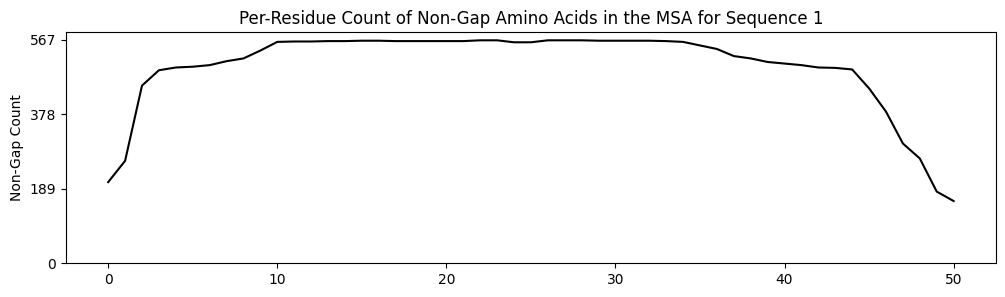 Per-Residue Count of Non-Gap Amino Acids in the MSA for Sequence 1
Non-Gap Count
567
378
189
0
0 10 20 30 40 50